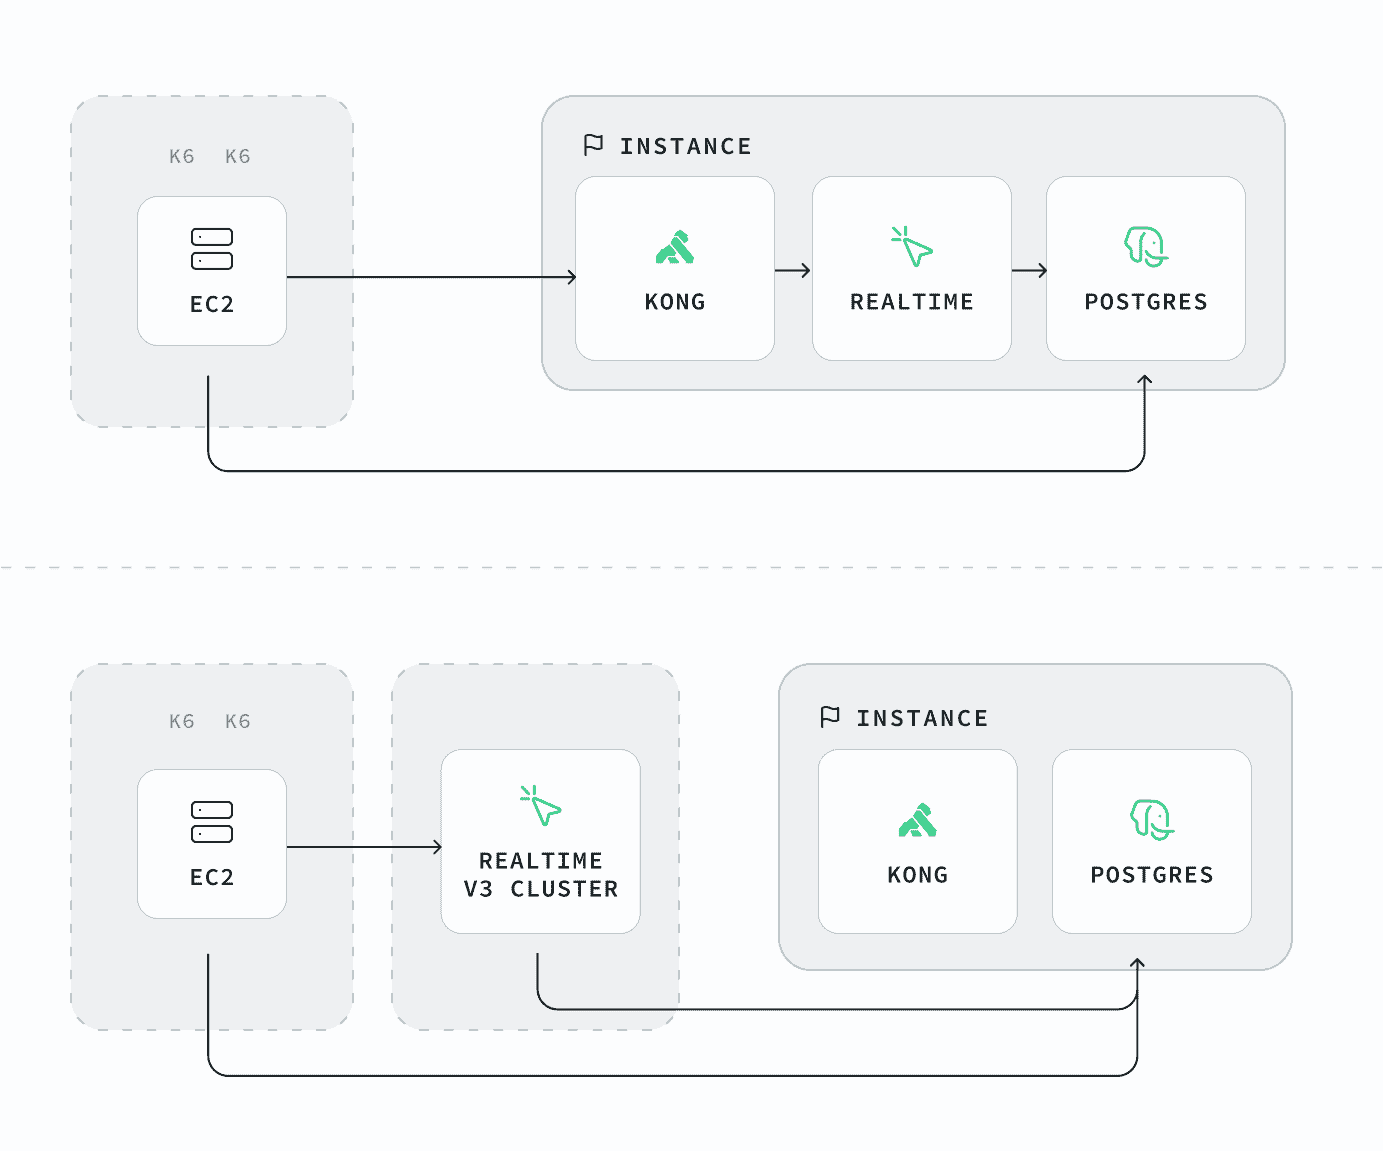 K6 K6
EC2
INSTANCE
KONG
REALTIME
POSTGRES
K6 K6
EC2
REALTIME
V3 CLUSTER
INSTANCE
KONG
POSTGRES